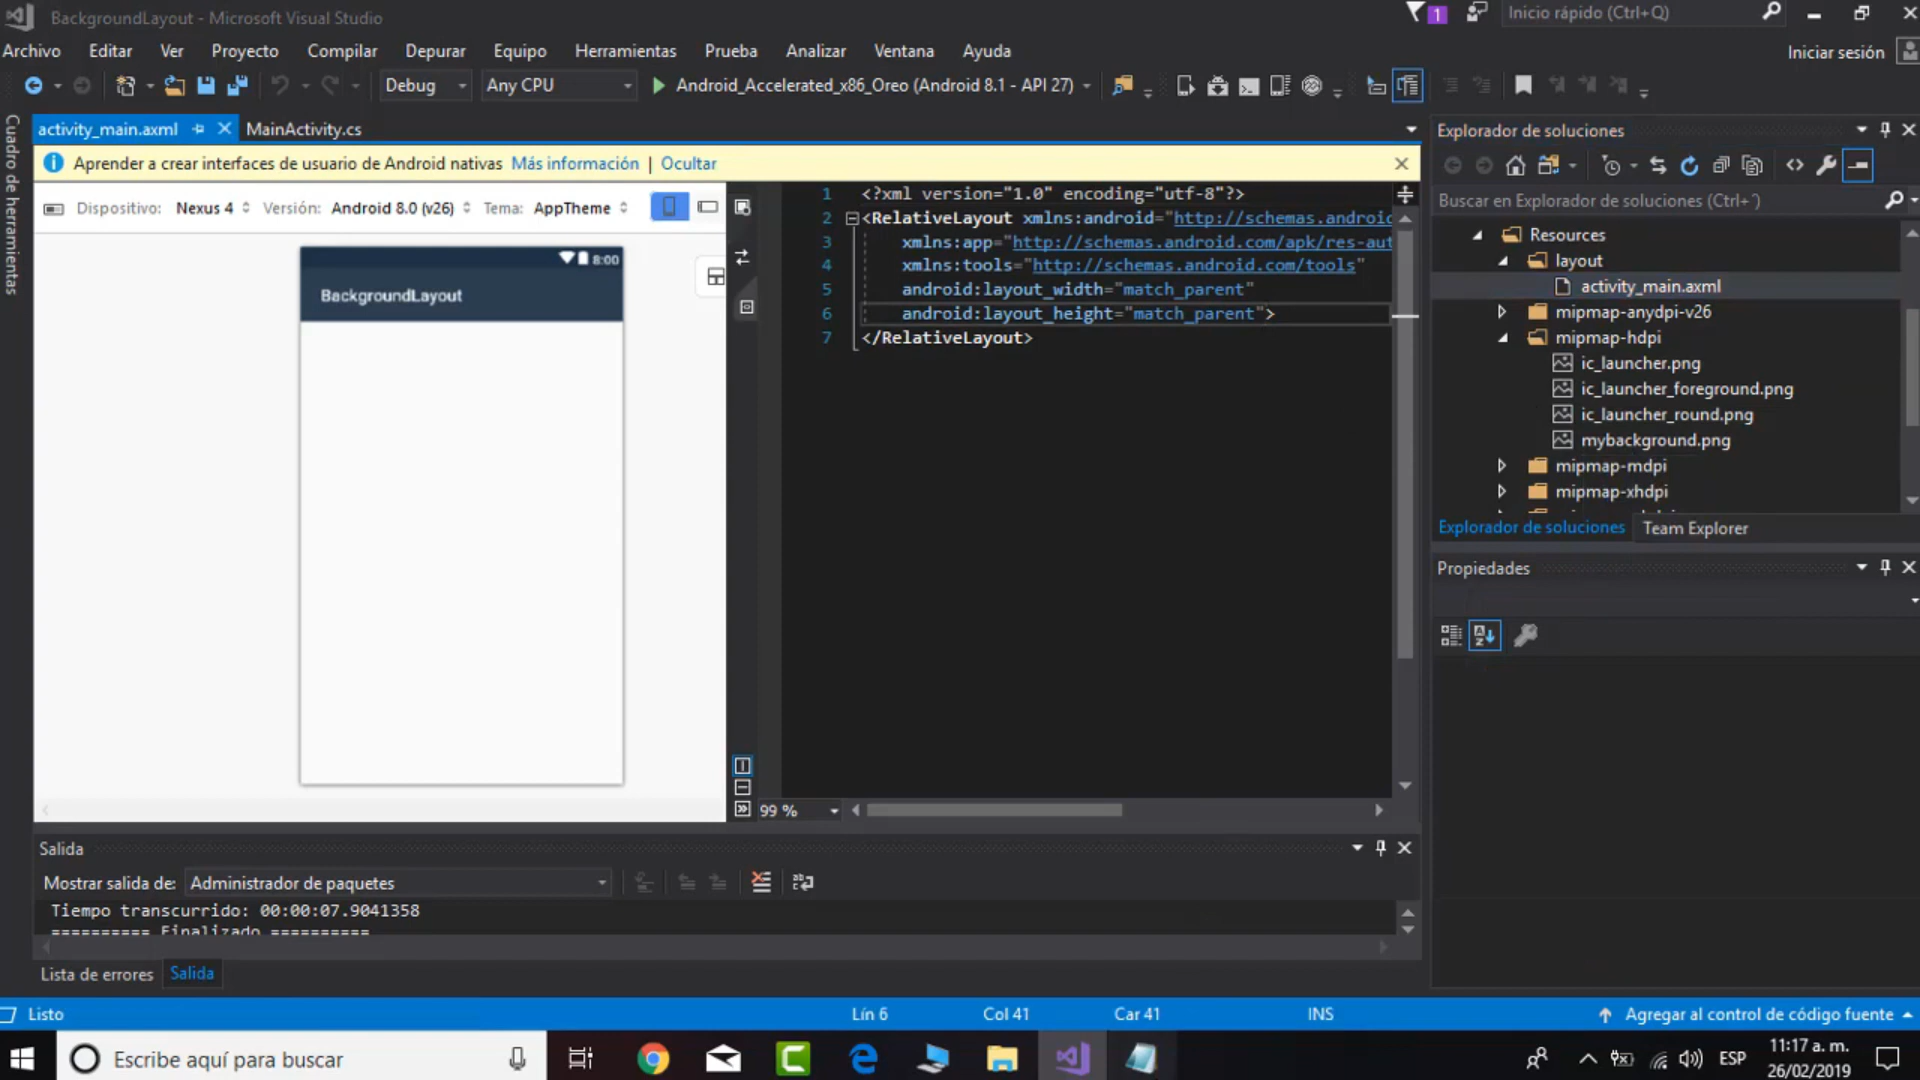 BackgroundLayout - Microsoft Visual Studio
1
Inicio rápido (Ctrl+Q)
Archivo Editar Ver Proyecto Compilar Depurar Equipo Herramientas Prueba Analizar Ventana Ayuda
Iniciar sesión
Debug
Any CPU
Android_Accelerated_x86_Oreo (Android 8.1 - API 27)
Cuadro de herramientas
activity_main.axml
MainActivity.cs
Aprender a crear interfaces de usuario de Android nativas Más información | Ocultar
Dispositivo: Nexus 4 Versión: Android 8.0 (v26) Tema: AppTheme
8:00
BackgroundLayout
1 <?xml version="1.0" encoding="utf-8"?>
2 <RelativeLayout xmlns:android="http://schemas.android
3 xmlns:app="http://schemas.android.com/apk/res-aut
4 xmlns:tools="http://schemas.android.com/tools"
5 android:layout_width="match_parent"
6 android:layout_height="match_parent">
7 </RelativeLayout>
99 %
Explorador de soluciones
Buscar en Explorador de soluciones (Ctrl+´)
Resources
layout
activity_main.axml
mipmap-anydpi-v26
mipmap-hdpi
ic_launcher.png
ic_launcher_foreground.png
ic_launcher_round.png
mybackground.png
mipmap-mdpi
mipmap-xhdpi
Explorador de soluciones
Team Explorer
Propiedades
Salida
Mostrar salida de: Administrador de paquetes
Tiempo transcurrido: 00:00:07.9041358
========== Finalizado ==========
Lista de errores
Salida
Listo
Lín 6
Col 41
Car 41
INS
Agregar al control de código fuente
Escribe aquí para buscar
ESP
11:17 a. m.
26/02/2019